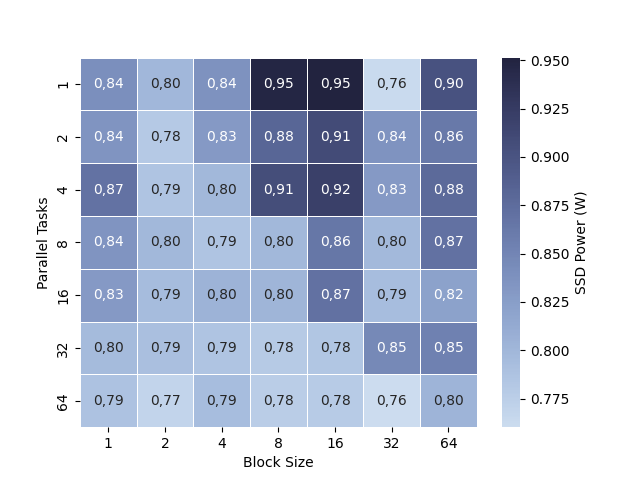 1 0,84 0,80 0,84 0,95 0,95 0,76 0,90
2 0,84 0,78 0,83 0,88 0,91 0,84 0,86
4 0,87 0,79 0,80 0,91 0,92 0,83 0,88
8 0,84 0,80 0,79 0,80 0,86 0,80 0,87
16 0,83 0,79 0,80 0,80 0,87 0,79 0,82
32 0,80 0,79 0,79 0,78 0,78 0,85 0,85
64 0,79 0,77 0,79 0,78 0,78 0,76 0,80
1 2 4 8 16 32 64
Block Size
Parallel Tasks
0.950
0.925
0.900
0.875
0.850
0.825
0.800
0.775
SSD Power (W)